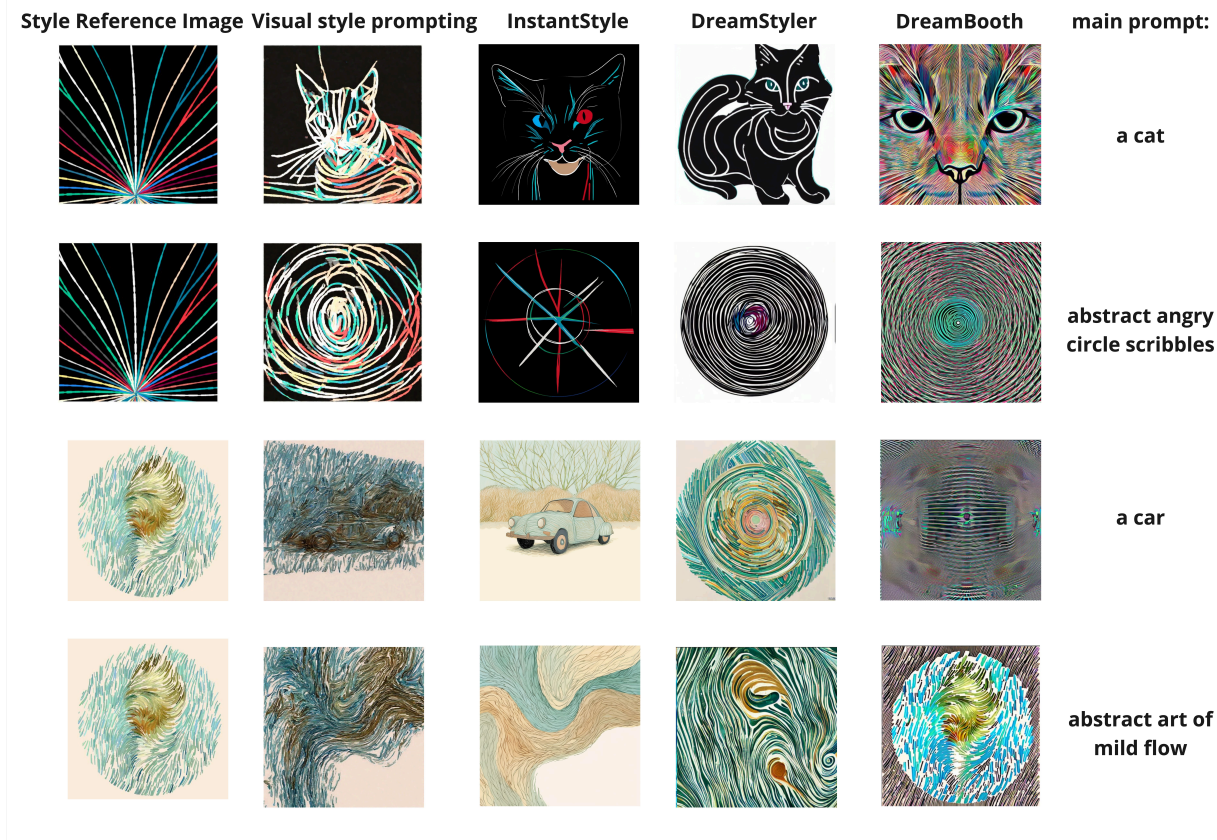 Style Reference Image Visual style prompting InstantStyle DreamStyler DreamBooth main prompt:
a cat
abstract angry
circle scribbles
a car
abstract art of
mild flow